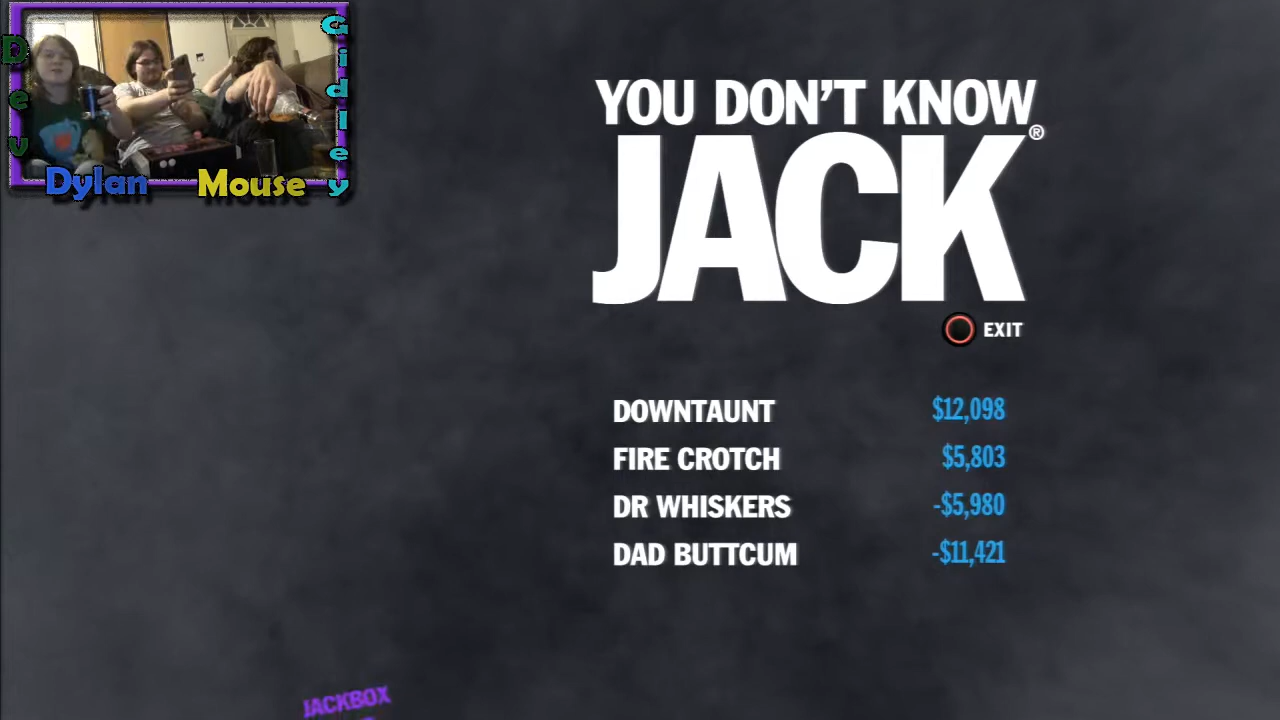 Dev
Gidley
Dylan Mouse
YOU DON'T KNOW
JACK®
EXIT
DOWNTAUNT $12,098
FIRE CROTCH $5,803
DR WHISKERS -$5,980
DAD BUTTCUM -$11,421
JACKBOX